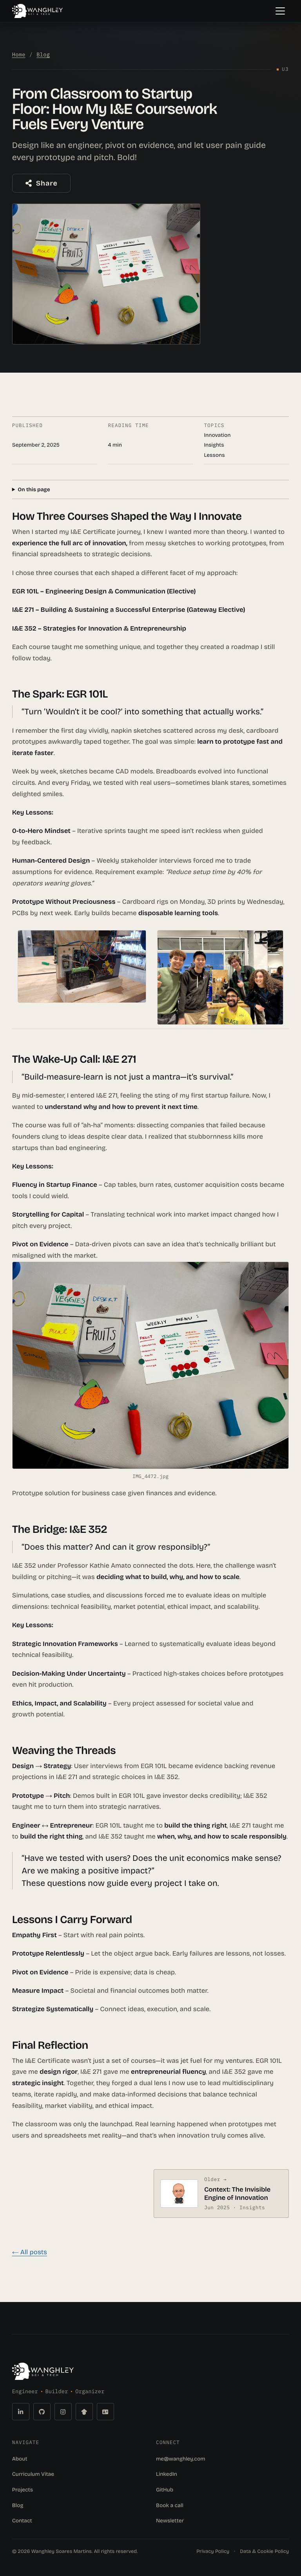 WANGHLEY
Home / Blog
UI
From Classroom to Startup
Floor: How My I&E Coursework
Fuels Every Venture
Design like an engineer, pivot on evidence, and let user pain guide
every prototype and pitch. Bold!
Share
PUBLISHED
READING TIME
TOPICS
September 2, 2025
4 min
Innovation
Insights
Lessons
On this page
How Three Courses Shaped the Way I Innovate
When I started my I&E Certificate journey, I knew I wanted more than theory. I wanted to
experience the full arc of innovation, from messy sketches to working prototypes, from
financial spreadsheets to strategic decisions.
I chose three courses that each shaped a different facet of my approach:
EGR 101L – Engineering Design & Communication (Elective)
I&E 271 – Building & Sustaining a Successful Enterprise (Gateway Elective)
I&E 352 – Strategies for Innovation & Entrepreneurship
Each course taught me something unique, and together they created a roadmap I still
follow today.
The Spark: EGR 101L
“Turn ‘Wouldn’t it be cool?’ into something that actually works.”
I remember the first day vividly, napkin sketches scattered across my desk, cardboard
prototypes awkwardly taped together. The goal was simple: learn to prototype fast and
iterate faster.
Week by week, sketches became CAD models. Breadboards evolved into functional
circuits. And every Friday, we tested with real users—sometimes blank stares, sometimes
delighted smiles.
Key Lessons:
0-to-Hero Mindset – Iterative sprints taught me speed isn’t reckless when guided
by feedback.
Human-Centered Design – Weekly stakeholder interviews forced me to trade
assumptions for evidence. Requirement example: “Reduce setup time by 40% for
operators wearing gloves.”
Prototype Without Preciousness – Cardboard rigs on Monday, 3D prints by Wednesday,
PCBs by next week. Early builds became disposable learning tools.
The Wake-Up Call: I&E 271
“Build-measure-learn is not just a mantra—it’s survival.”
By mid-semester, I entered I&E 271, feeling the sting of my first startup failure. Now, I
wanted to understand why and how to prevent it next time.
The course was full of “ah-ha” moments: dissecting companies that failed because
founders clung to ideas despite clear data. I realized that stubbornness kills more
startups than bad engineering.
Key Lessons:
Fluency in Startup Finance – Cap tables, burn rates, customer acquisition costs became
tools I could wield.
Storytelling for Capital – Translating technical work into market impact changed how I
pitch every project.
Pivot on Evidence – Data-driven pivots can save an idea that’s technically brilliant but
misaligned with the market.
VEGGIES
DESSERT
FRUITS
meal!
WEEKLY MENU
IMG_4472.jpg
Prototype solution for business case given finances and evidence.
The Bridge: I&E 352
“Does this matter? And can it grow responsibly?”
I&E 352 under Professor Kathie Amato connected the dots. Here, the challenge wasn’t
building or pitching—it was deciding what to build, why, and how to scale.
Simulations, case studies, and discussions forced me to evaluate ideas on multiple
dimensions: technical feasibility, market potential, ethical impact, and scalability.
Key Lessons:
Strategic Innovation Frameworks – Learned to systematically evaluate ideas beyond
technical feasibility.
Decision-Making Under Uncertainty – Practiced high-stakes choices before prototypes
even hit production.
Ethics, Impact, and Scalability – Every project assessed for societal value and
growth potential.
Weaving the Threads
Design → Strategy: User interviews from EGR 101L became evidence backing revenue
projections in I&E 271 and strategic choices in I&E 352.
Prototype → Pitch: Demos built in EGR 101L gave investor decks credibility; I&E 352
taught me to turn them into strategic narratives.
Engineer ↔ Entrepreneur: EGR 101L taught me to build the thing right, I&E 271 taught me
to build the right thing, and I&E 352 taught me when, why, and how to scale responsibly.
“Have we tested with users? Does the unit economics make sense?
Are we making a positive impact?”
These questions now guide every project I take on.
Lessons I Carry Forward
Empathy First – Start with real pain points.
Prototype Relentlessly – Let the object argue back. Early failures are lessons, not losses.
Pivot on Evidence – Pride is expensive; data is cheap.
Measure Impact – Societal and financial outcomes both matter.
Strategize Systematically – Connect ideas, execution, and scale.
Final Reflection
The I&E Certificate wasn’t just a set of courses—it was jet fuel for my ventures. EGR 101L
gave me design rigor, I&E 271 gave me entrepreneurial fluency, and I&E 352 gave me
strategic insight. Together, they forged a dual lens I now use to lead multidisciplinary
teams, iterate rapidly, and make data-informed decisions that balance technical
feasibility, market viability, and ethical impact.
The classroom was only the launchpad. Real learning happened when prototypes met
users and spreadsheets met reality—and that’s when innovation truly comes alive.
Older →
Context: The Invisible
Engine of Innovation
Jun 2025 · Insights
← All posts
WANGHLEY
Engineer • Builder • Organizer
NAVIGATE
About
Curriculum Vitae
Projects
Blog
Contact
CONNECT
me@wanghley.com
LinkedIn
GitHub
Book a call
Newsletter
© 2026 Wanghley Soares Martins. All rights reserved.
Privacy Policy · Data & Cookie Policy